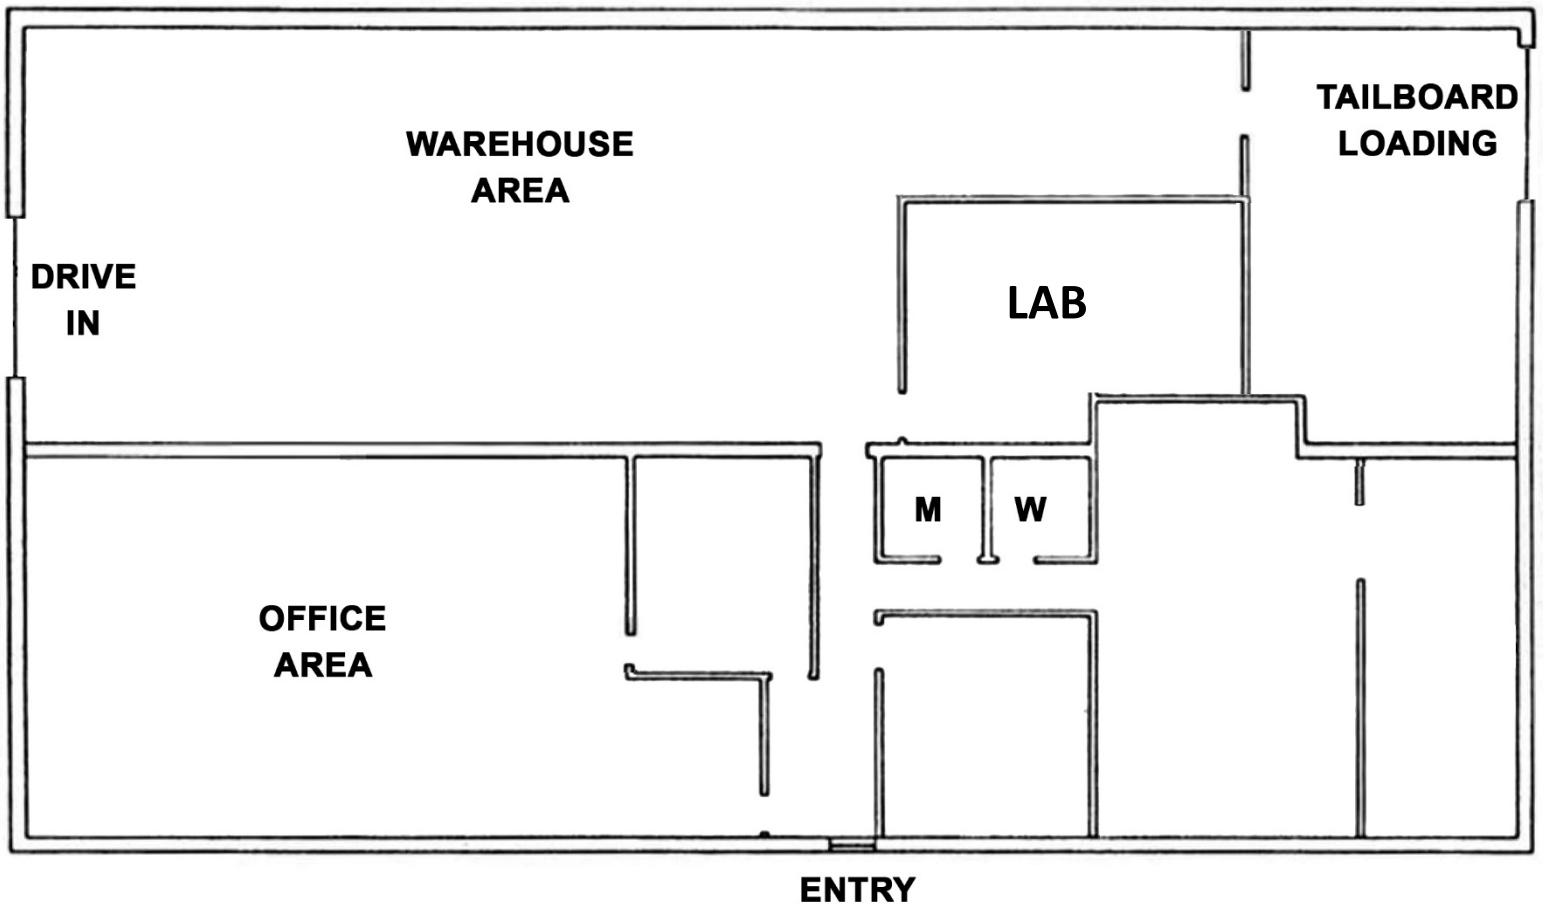 TAILBOARD
LOADING
WAREHOUSE
AREA
DRIVE
IN
LAB
M
W
OFFICE
AREA
ENTRY